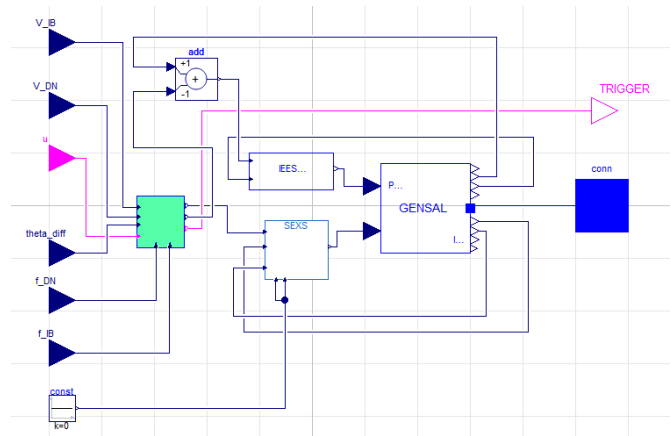 V_IB
add
+1
+
-1
V_DN
TRIGGER
u
IEES...
P...
conn
GENSAL
SEXS
I...
theta_diff
f_DN
f_IB
const
k=0